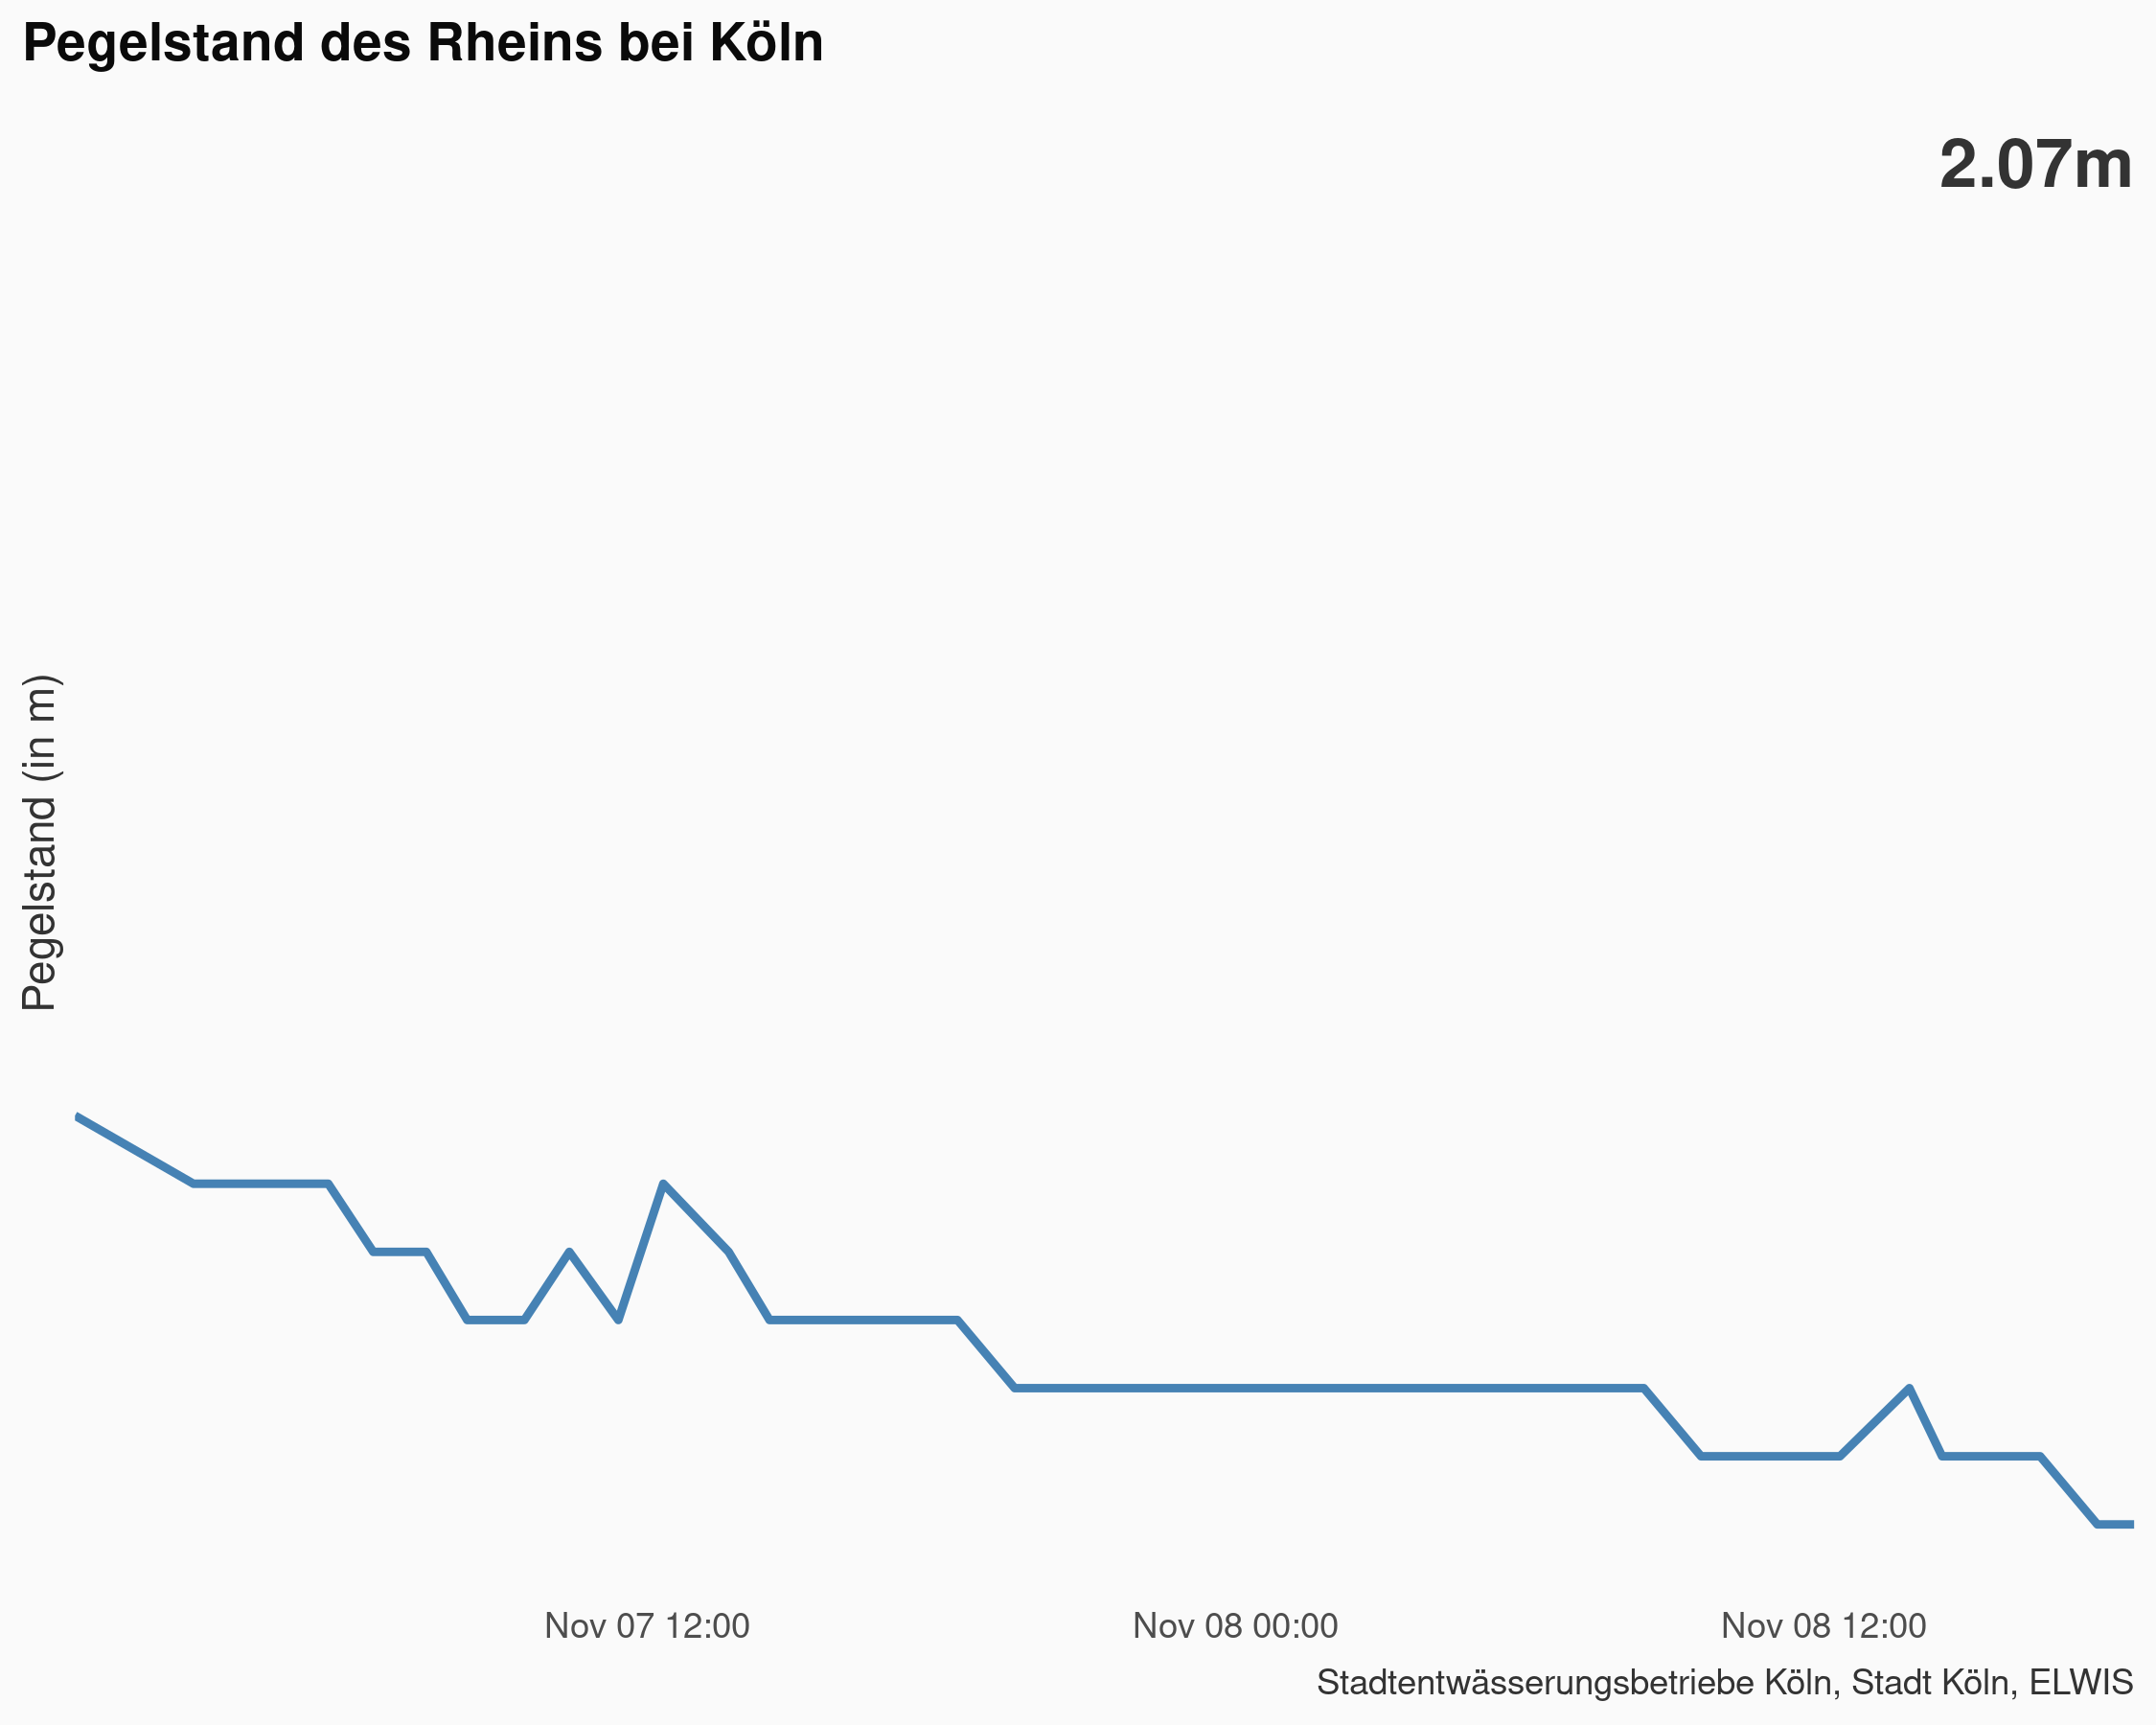 Pegelstand des Rheins bei Köln
2.07m
Pegelstand (in m)
Nov 07 12:00
Nov 08 00:00
Nov 08 12:00
Stadtentwässerungsbetriebe Köln, Stadt Köln, ELWIS